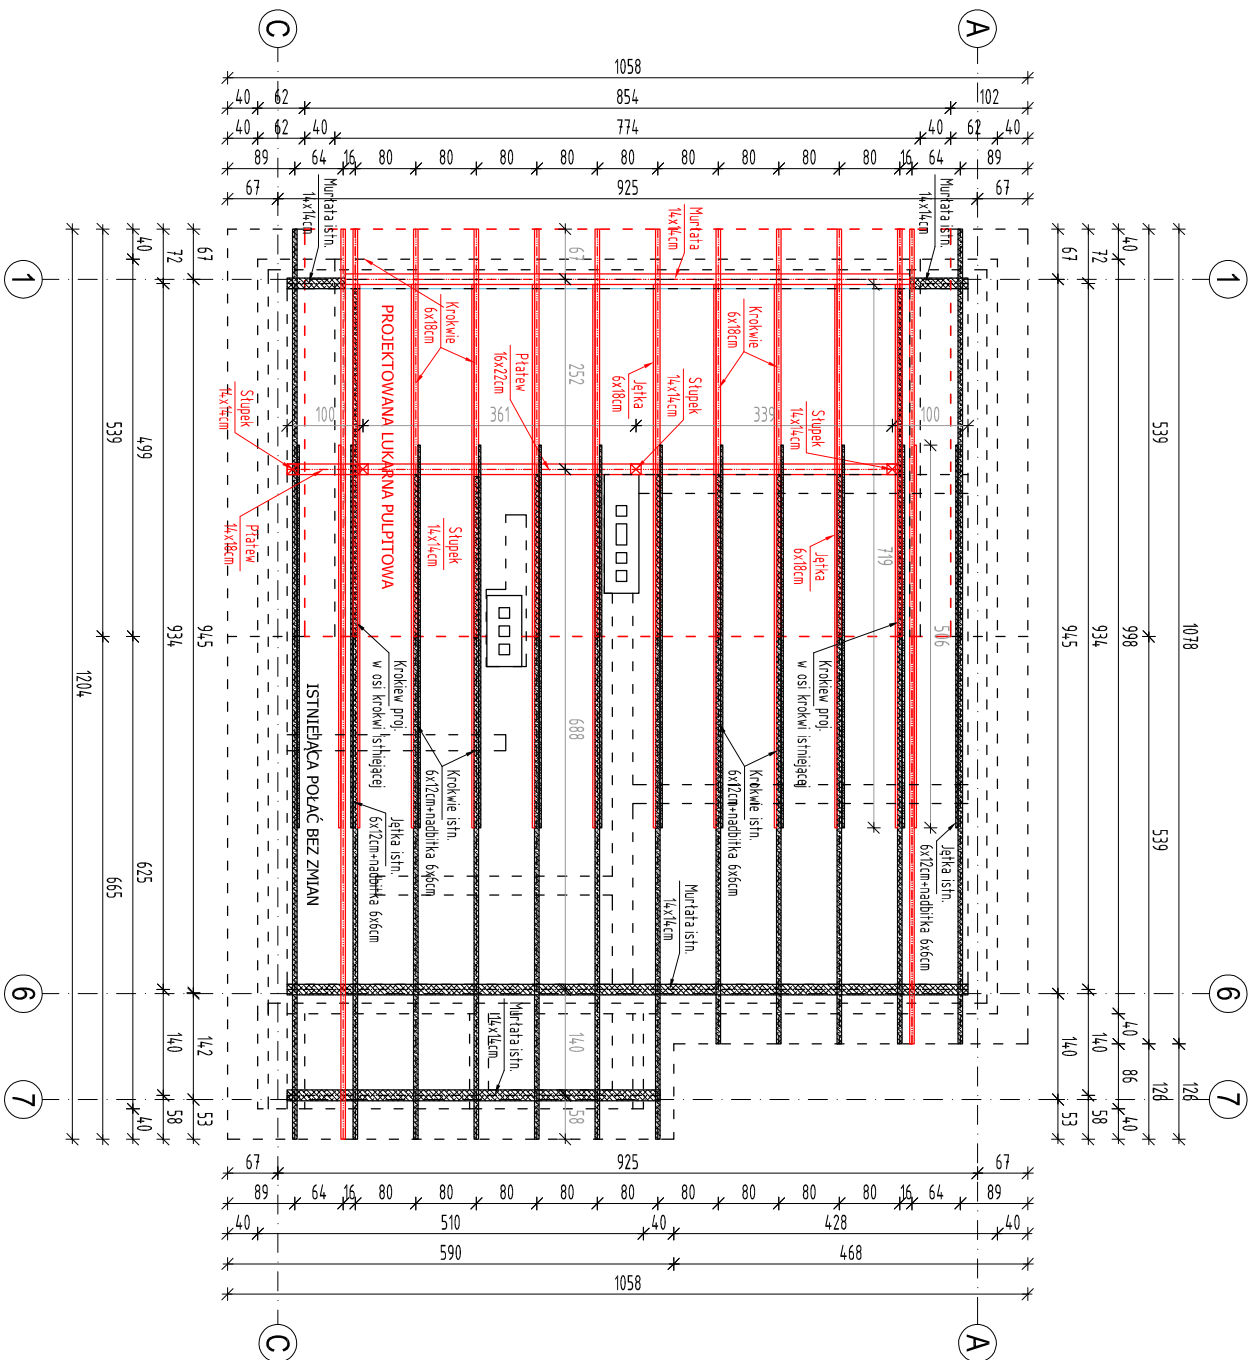 C
A
1058
40
62
854
102
40
62
40
774
40
62
40
89
64
16
80
80
80
80
80
80
80
80
80
16
64
89
67
925
67
Murłata istn.
14x14cm
Murłata
14x14cm
Murłata istn.
14x14cm
40
72
67
67
72
40
1
1
67
Krokwie
6x18cm
PROJEKTOWANA LUKARNA PULPITOWA
Płatew
16x22cm
252
Jętka
6x18cm
Słupek
14x14cm
Krokwie
6x18cm
Słupek
14x14cm
Słupek
14x14cm
100
361
339
100
539
499
539
Płatew
14x18cm
Słupek
14x14cm
Jętka
6x18cm
719
506
1204
934
945
945
934
998
1078
Krokiew proj.
w osi krokwi istniejącej
Krokwie istn.
6x12cm+nadbitka 6x6cm
688
Krokwie istn.
6x12cm+nadbitka 6x6cm
Krokiew proj.
w osi krokwi istniejącej
ISTNIEJĄCA POŁAĆ BEZ ZMIAN
Jętka istn.
6x12cm+nadbitka 6x6cm
Jętka istn.
6x12cm+nadbitka 6x6cm
539
625
665
Murłata istn.
14x14cm
6
6
Murłata istn.
14x14cm
140
142
140
140
140
40
86
126
126
7
7
58
40
58
53
53
58
40
67
925
67
89
64
16
80
80
80
80
80
80
80
80
80
16
64
89
40
510
40
428
40
590
468
1058
C
A